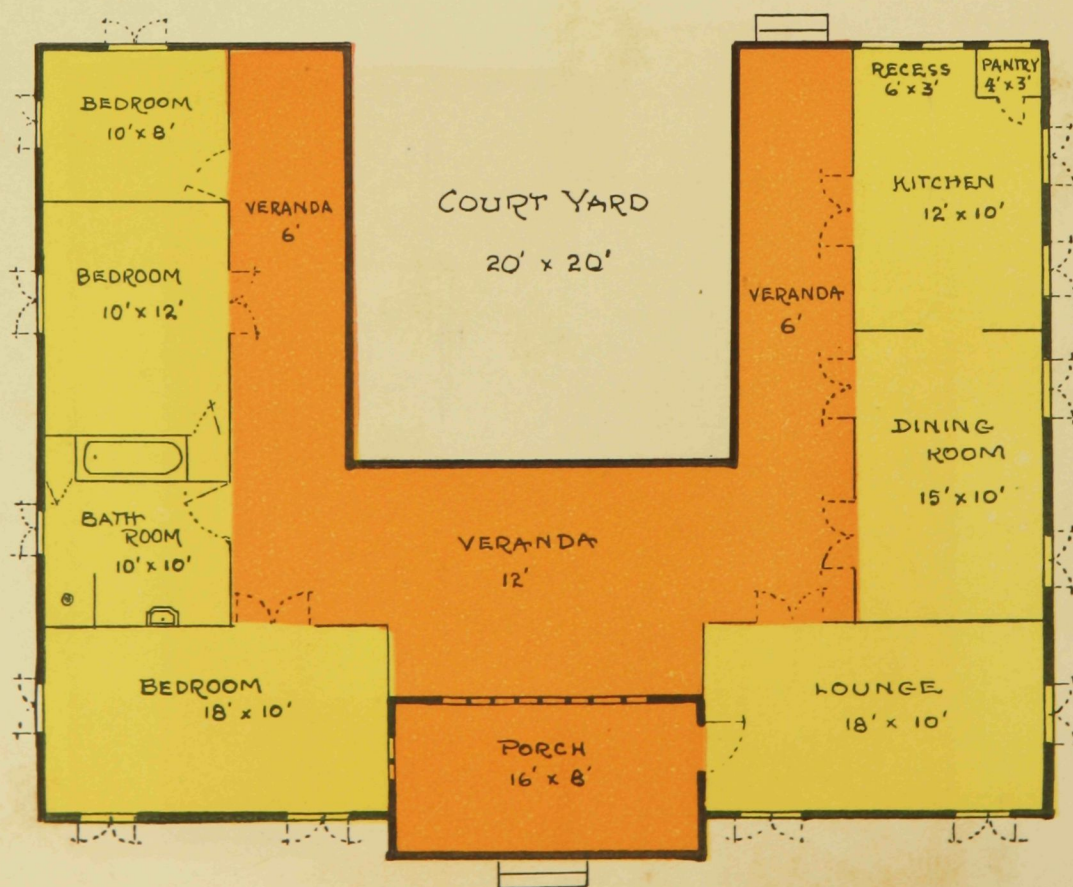 BEDROOM
10' x 8'
VERANDA
6'
COURT YARD
20' x 20'
RECESS
6' x 3'
PANTRY
4' x 3'
KITCHEN
12' x 10'
BEDROOM
10' x 12'
VERANDA
6'
DINING
ROOM
15' x 10'
BATH
ROOM
10' x 10'
VERANDA
12'
BEDROOM
18' x 10'
PORCH
16' x 8'
LOUNGE
18' x 10'